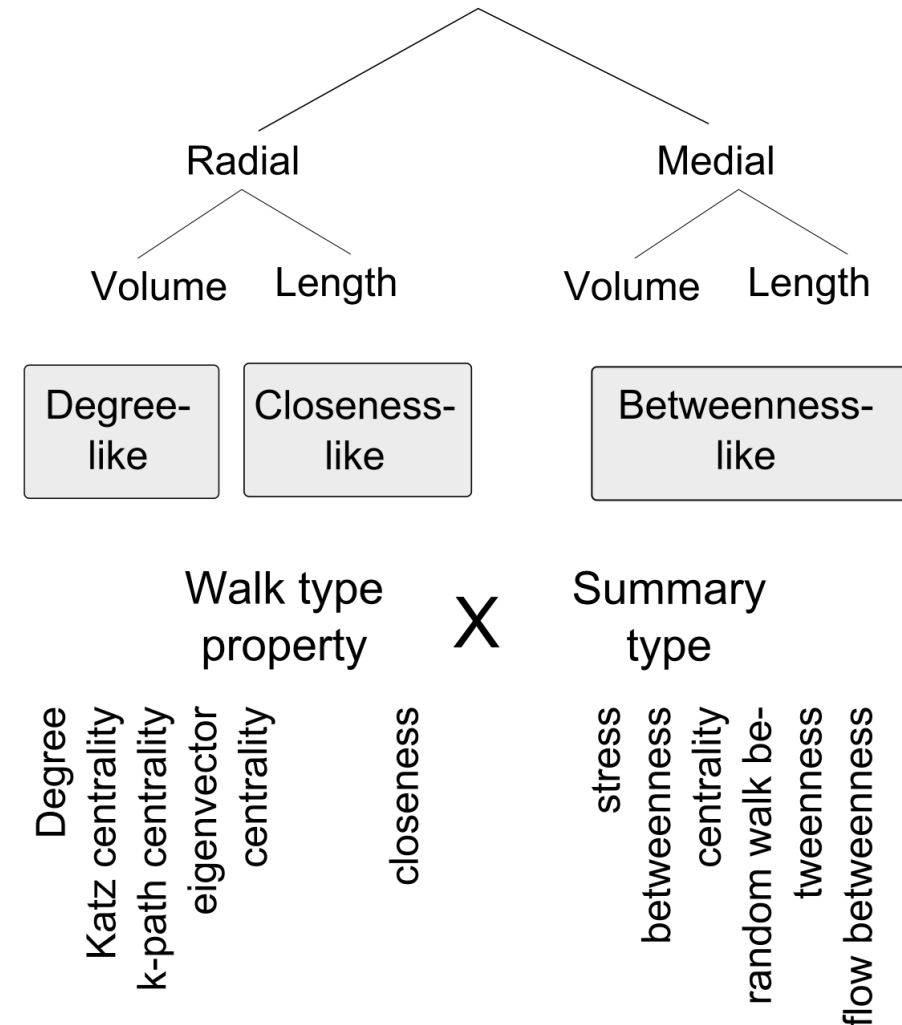 Radial
Medial
Volume
Length
Volume
Length
Degree-
like
Closeness-
like
Betweenness-
like
Walk type
property
X
Summary
type
Degree
Katz centrality
k-path centrality
eigenvector
centrality
closeness
stress
betweenness
centrality
random walk be-
tweenness
flow betweenness